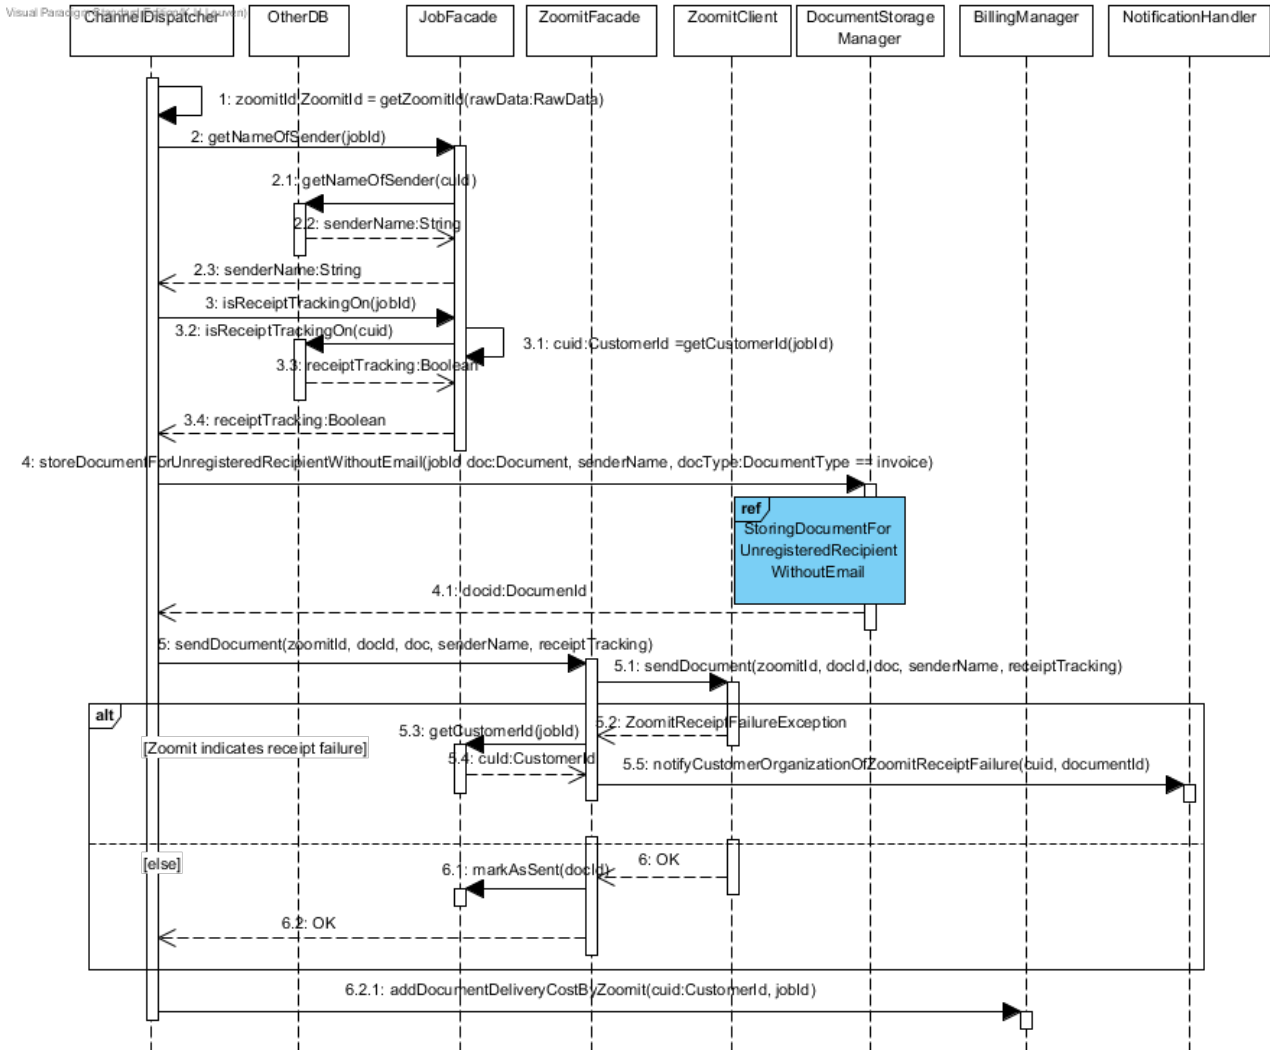 Visual Paradigm Standard Edition(K.U.Leuven)
ChannelDispatcher
OtherDB
JobFacade
ZoomitFacade
ZoomitClient
DocumentStorage
Manager
BillingManager
NotificationHandler
1: zoomitId:ZoomitId = getZoomitId(rawData:RawData)
2: getNameOfSender(jobId)
2.1: getNameOfSender(cuid)
2.2: senderName:String
2.3: senderName:String
3: isReceiptTrackingOn(jobId)
3.2: isReceiptTrackingOn(cuid)
3.1: cuid:CustomerId =getCustomerId(jobId)
3.3: receiptTracking:Boolean
3.4: receiptTracking:Boolean
4: storeDocumentForUnregisteredRecipientWithoutEmail(jobId doc:Document, senderName, docType:DocumentType == invoice)
ref
StoringDocumentFor
UnregisteredRecipient
WithoutEmail
4.1: docid:DocumenId
5: sendDocument(zoomitId, docId, doc, senderName, receiptTracking)
5.1: sendDocument(zoomitId, docId, doc, senderName, receiptTracking)
alt
5.2: ZoomitReceiptFailureException
5.3: getCustomerId(jobId)
[Zoomit indicates receipt failure]
5.4: cuId:CustomerId
5.5: notifyCustomerOrganizationOfZoomitReceiptFailure(cuid, documentId)
[else]
6: OK
6.1: markAsSent(docId)
6.2: OK
6.2.1: addDocumentDeliveryCostByZoomit(cuid:CustomerId, jobId)